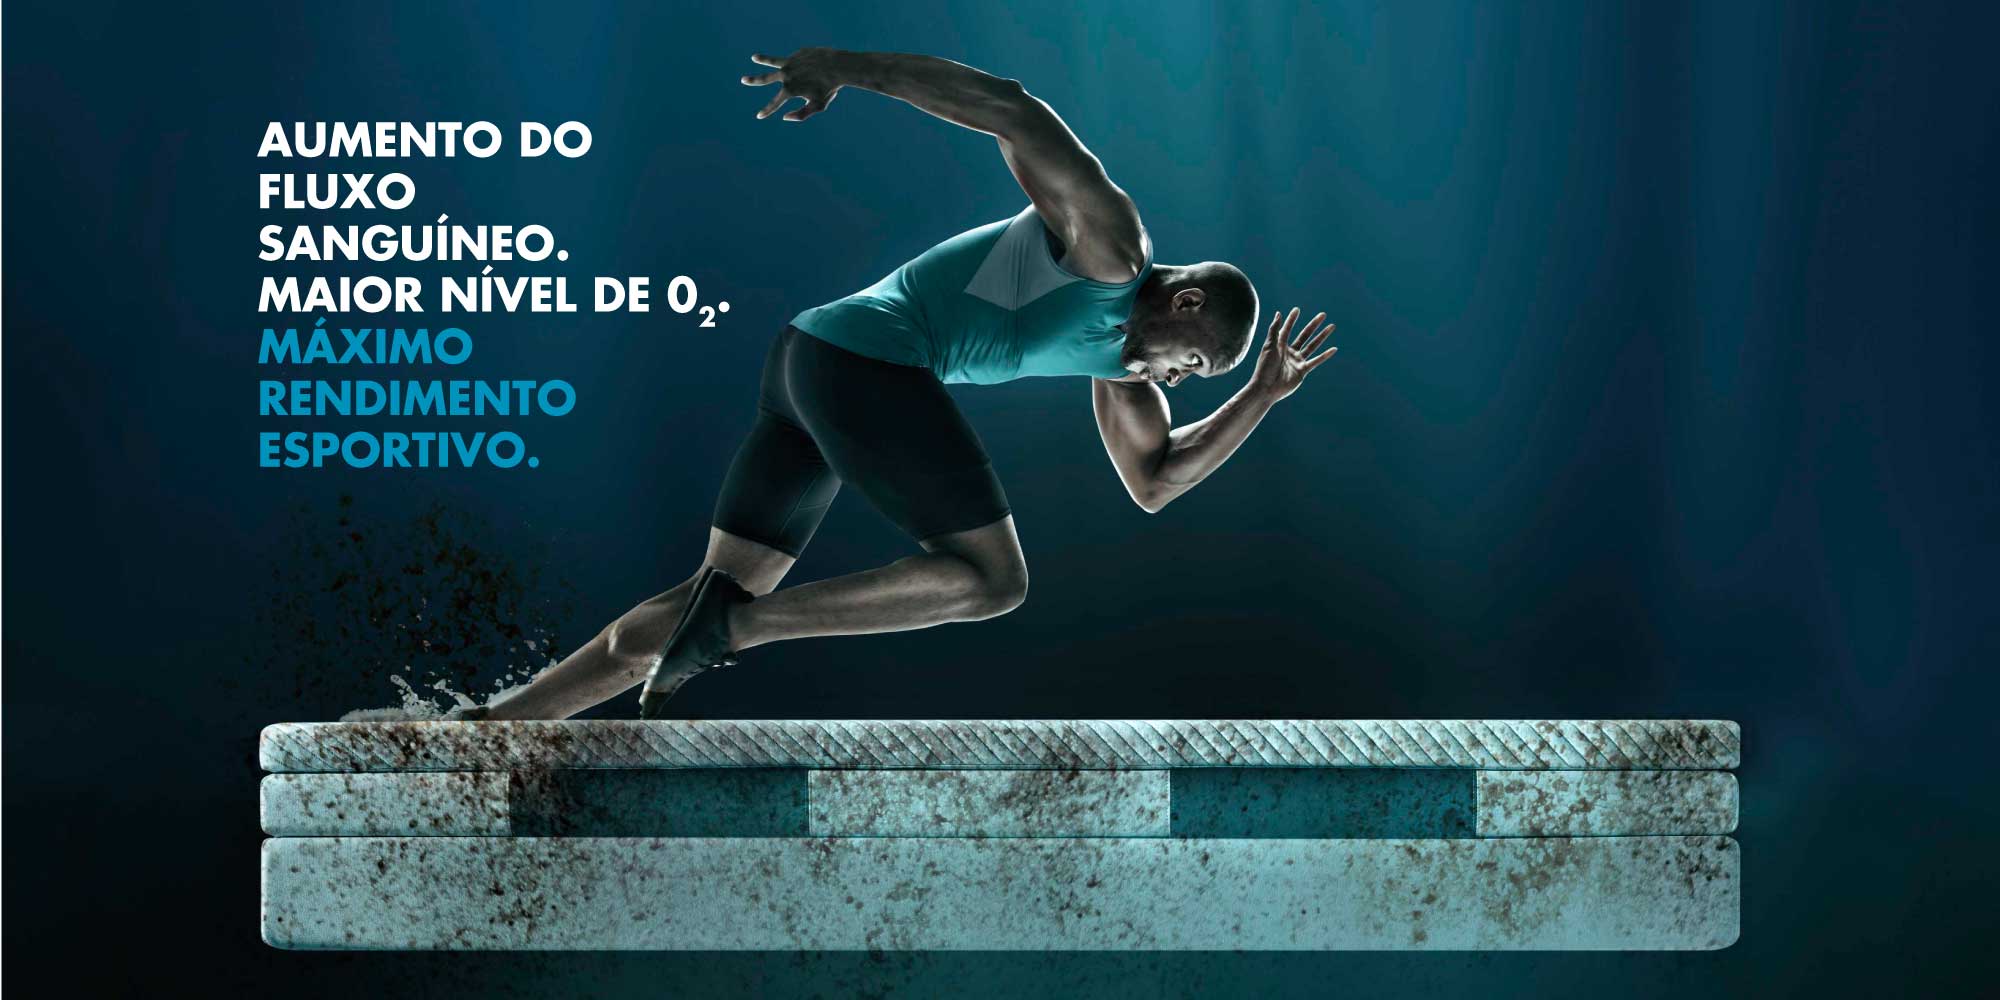 AUMENTO DO
FLUXO
SANGUÍNEO.
MAIOR NÍVEL DE 0₂.
MÁXIMO
RENDIMENTO
ESPORTIVO.